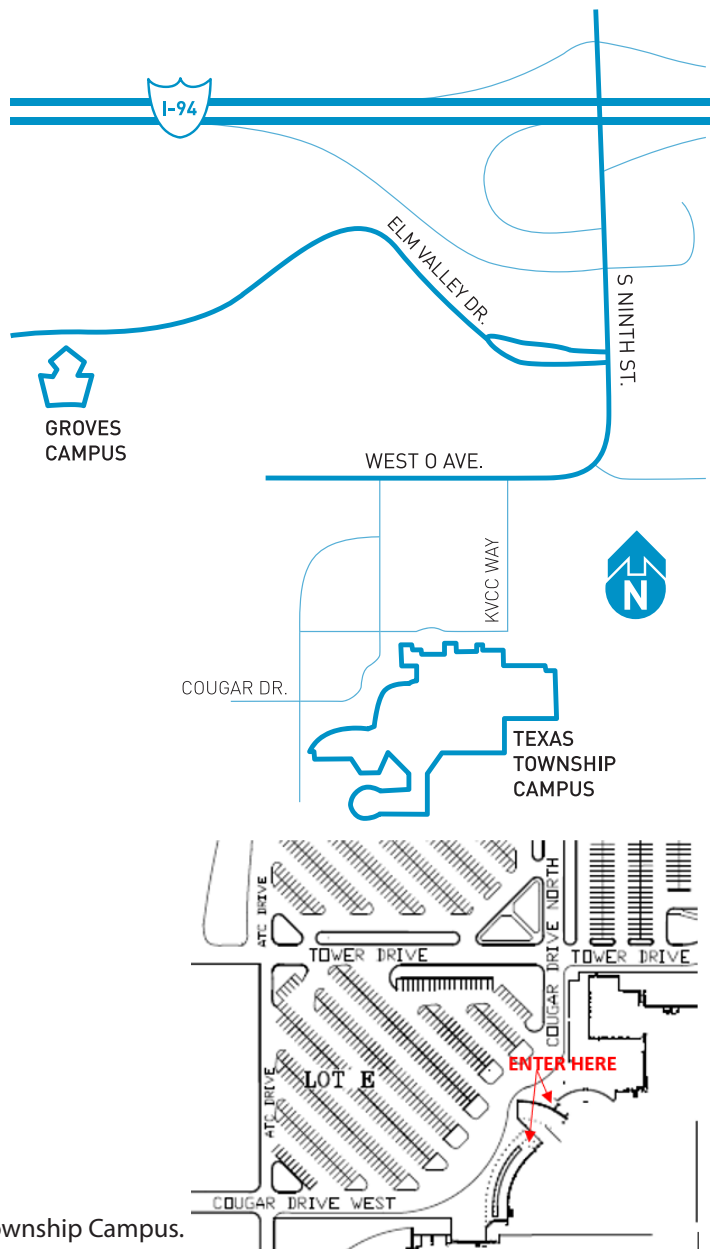 I-94
ELM VALLEY DR.
S NINTH ST.
GROVES
CAMPUS
WEST O AVE.
KVCC WAY
N
COUGAR DR.
TEXAS
TOWNSHIP
CAMPUS
ATC DRIVE
COUGAR DRIVE NORTH
TOWER DRIVE
TOWER DRIVE
ENTER HERE
LOT E
ATC DRIVE
COUGAR DRIVE WEST
ownship Campus.